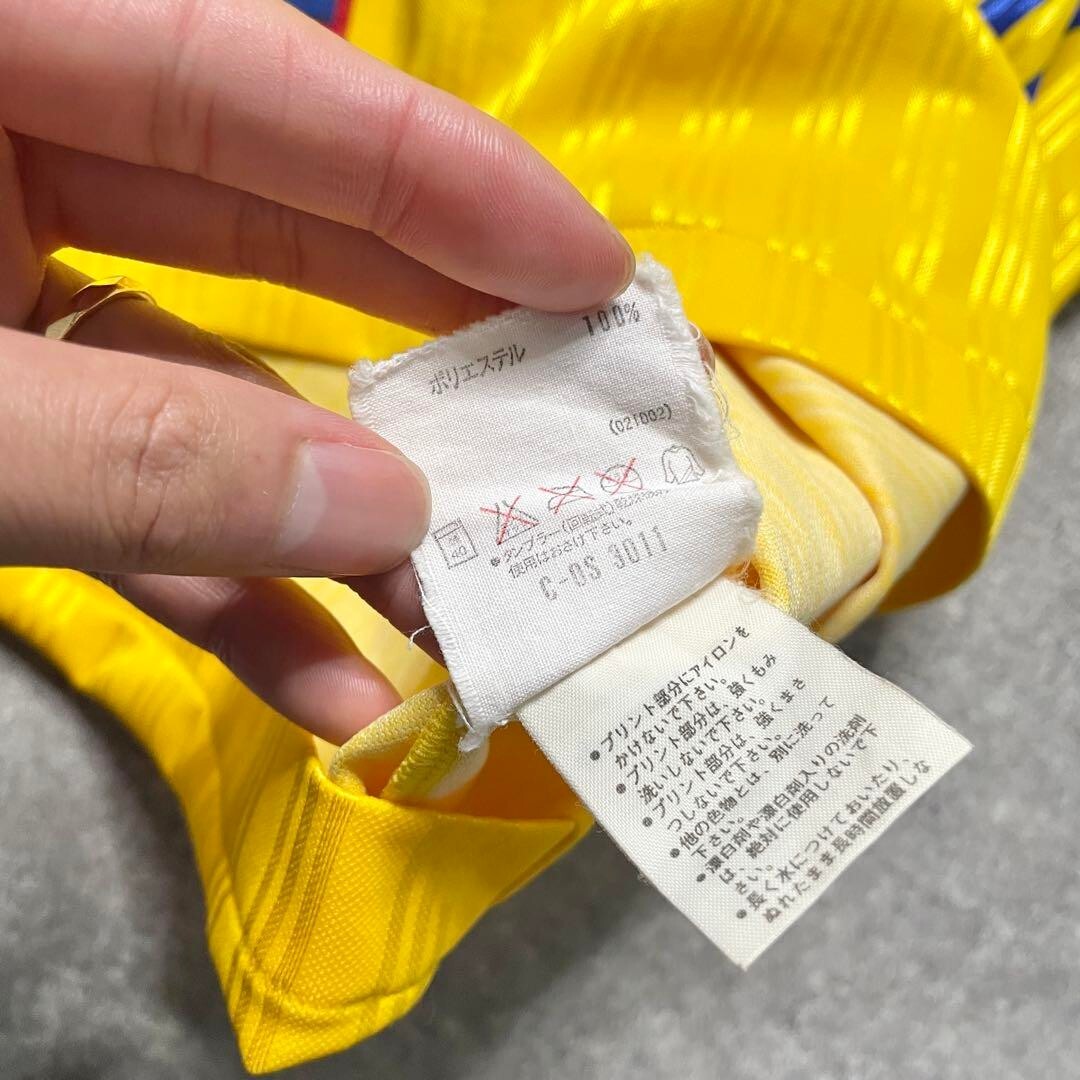 ポリエステル 100%
(021002)
40
・タンブラー(回転式)乾燥の
使用はおさけ下さい。
C-OS 3011
・プリント部分にアイロンを
かけないで下さい。
・プリント部分は、強くもみ
洗いしないで下さい。
・プリント部分は、強くまさ
つしないで下さい。
・他の色物とは、別に洗って
下さい。
・漂白剤や漂白剤入りの洗剤
は、絶対に使用しないで下
さい。
・長く水につけておいたり、
ぬれたまま長時間放置しな